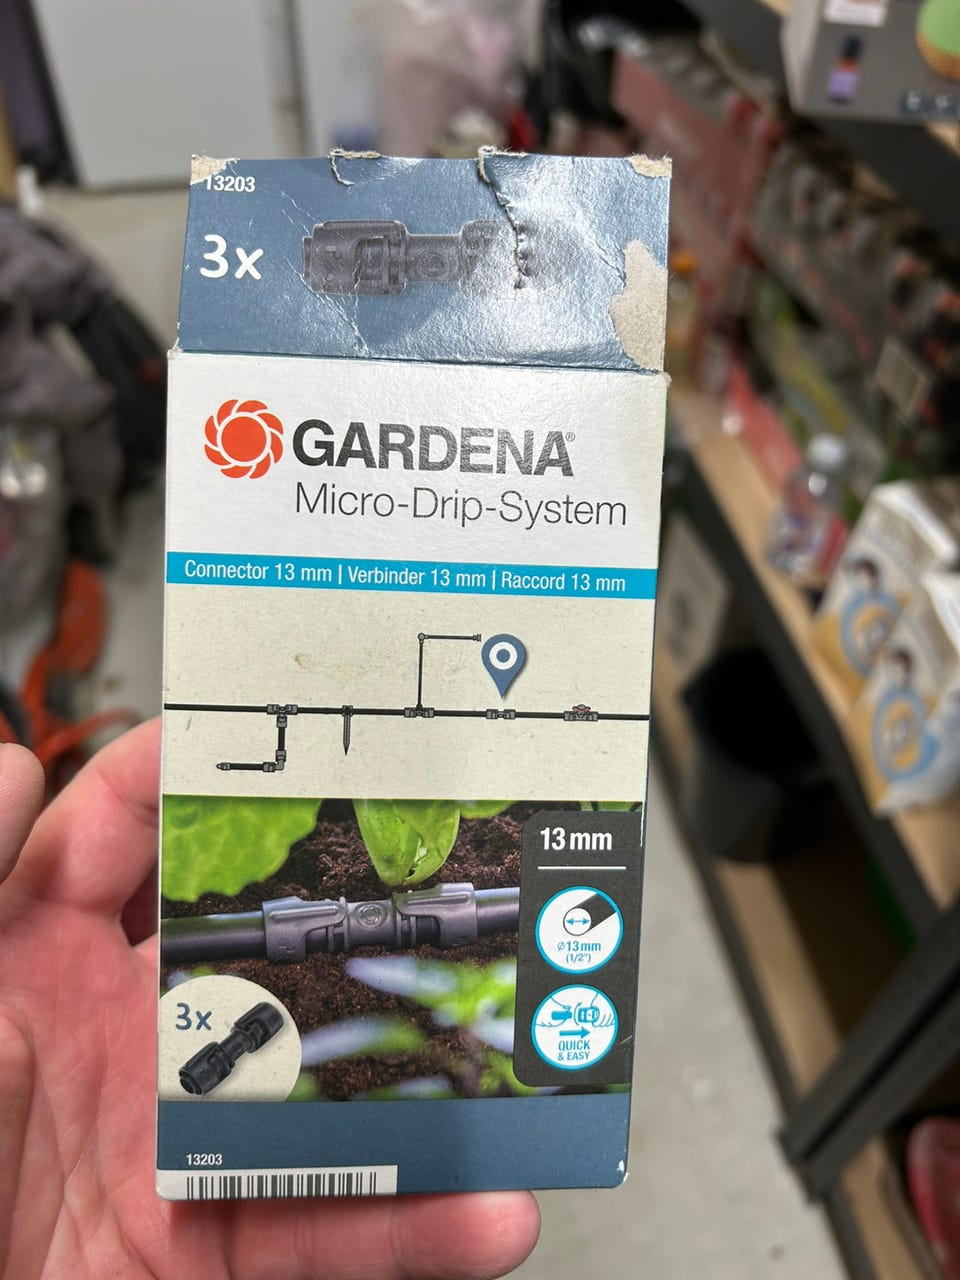 13203
3x
GARDENA®
Micro-Drip-System
Connector 13 mm | Verbinder 13 mm | Raccord 13 mm
13 mm
Ø13 mm
(1/2")
QUICK
& EASY
3x
13203